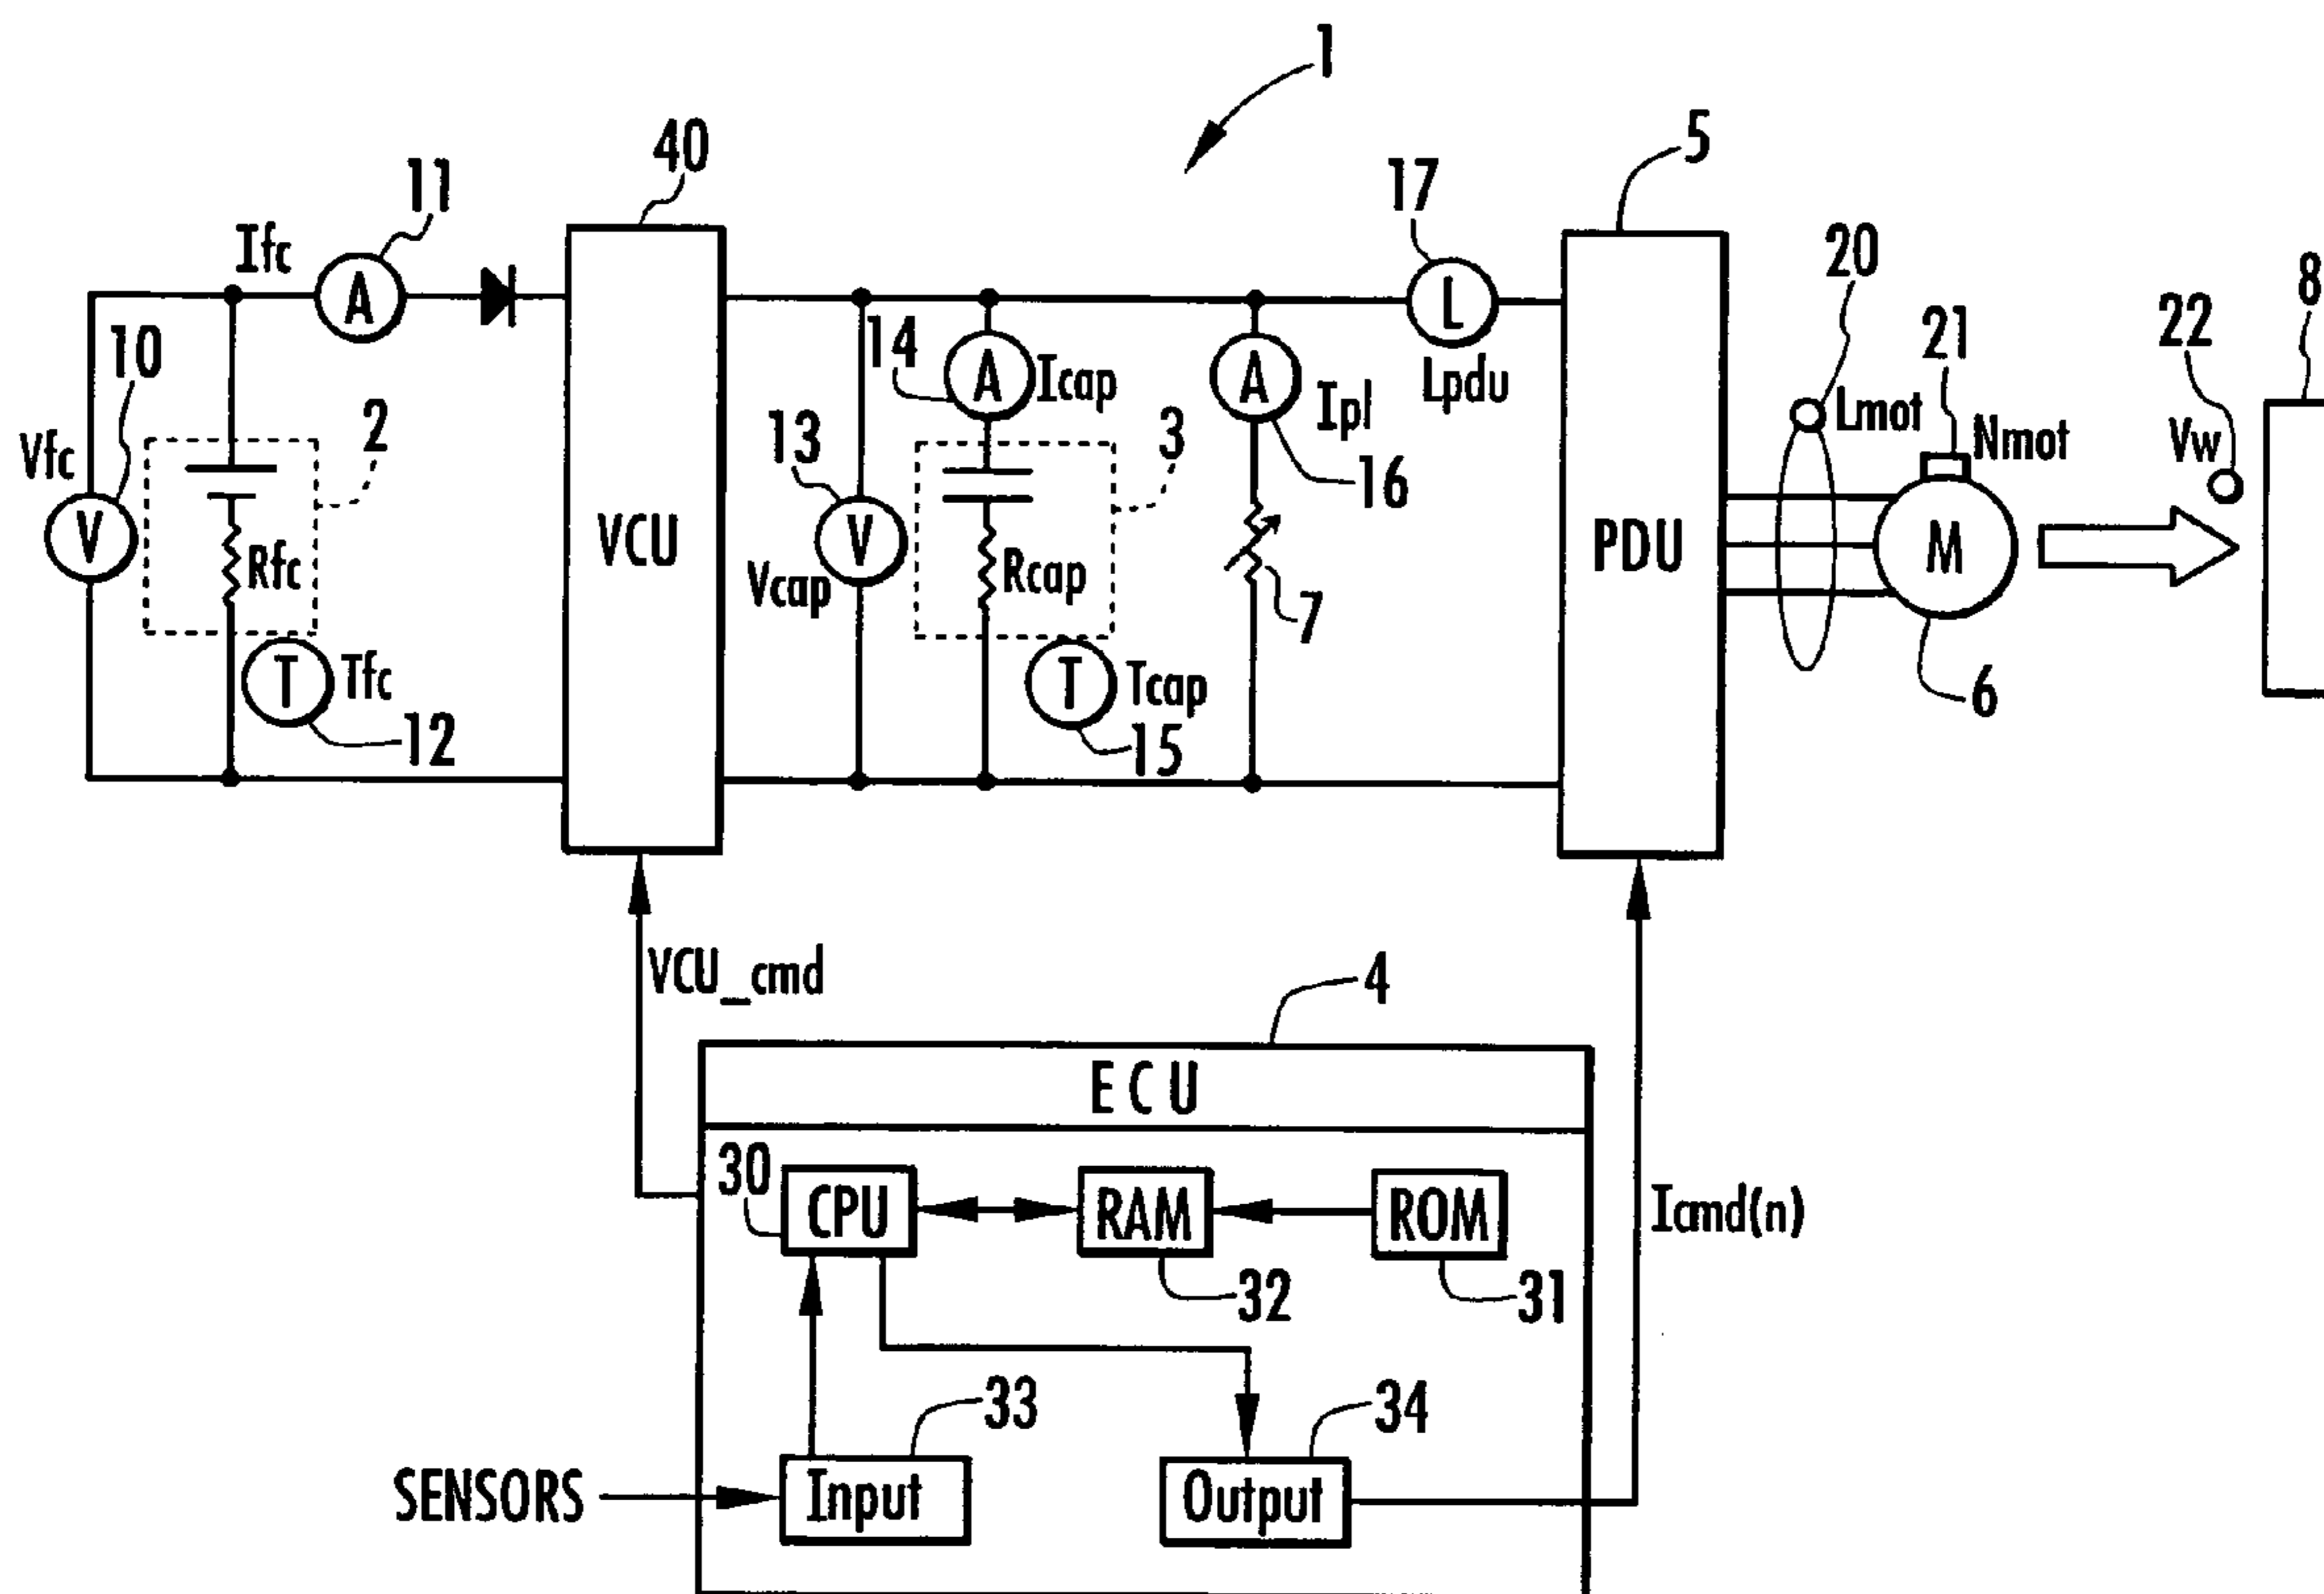 1
40
5
11
17
20
Ifc
A
8
10
14
A
Icap
A
L
21
22
2
13
3
Ipl
Lpdu
Lmot
Nmot
Vfc
Vw
16
V
Rfc
VCU
V
Rcap
PDU
M
Vcap
7
T
Tfc
T
Tcap
6
12
15
VCU_cmd
4
ECU
30
CPU
RAM
ROM
Icmd(n)
32
31
33
34
SENSORS
Input
Output